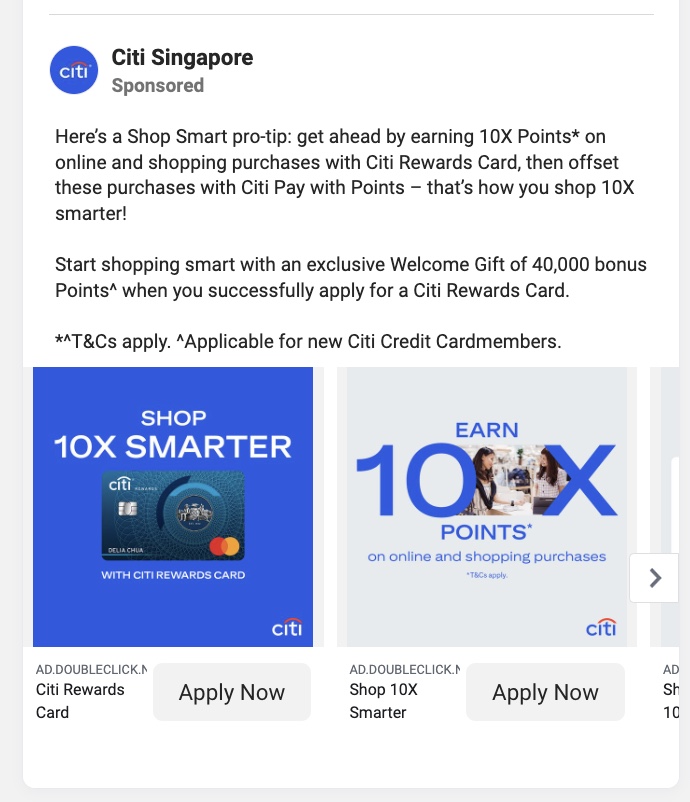 Citi Singapore
Sponsored
Here’s a Shop Smart pro-tip: get ahead by earning 10X Points* on
online and shopping purchases with Citi Rewards Card, then offset
these purchases with Citi Pay with Points – that’s how you shop 10X
smarter!
Start shopping smart with an exclusive Welcome Gift of 40,000 bonus
Points^ when you successfully apply for a Citi Rewards Card.
*^T&Cs apply. ^Applicable for new Citi Credit Cardmembers.
SHOP
10X SMARTER
citi
REWARDS
DELIA CHUA
WITH CITI REWARDS CARD
citi
EARN
10X
POINTS*
on online and shopping purchases
*T&Cs apply.
citi
AD.DOUBLECLICK.N
Citi Rewards
Card
Apply Now
AD.DOUBLECLICK.N
Shop 10X
Smarter
Apply Now
AD
Sh
10